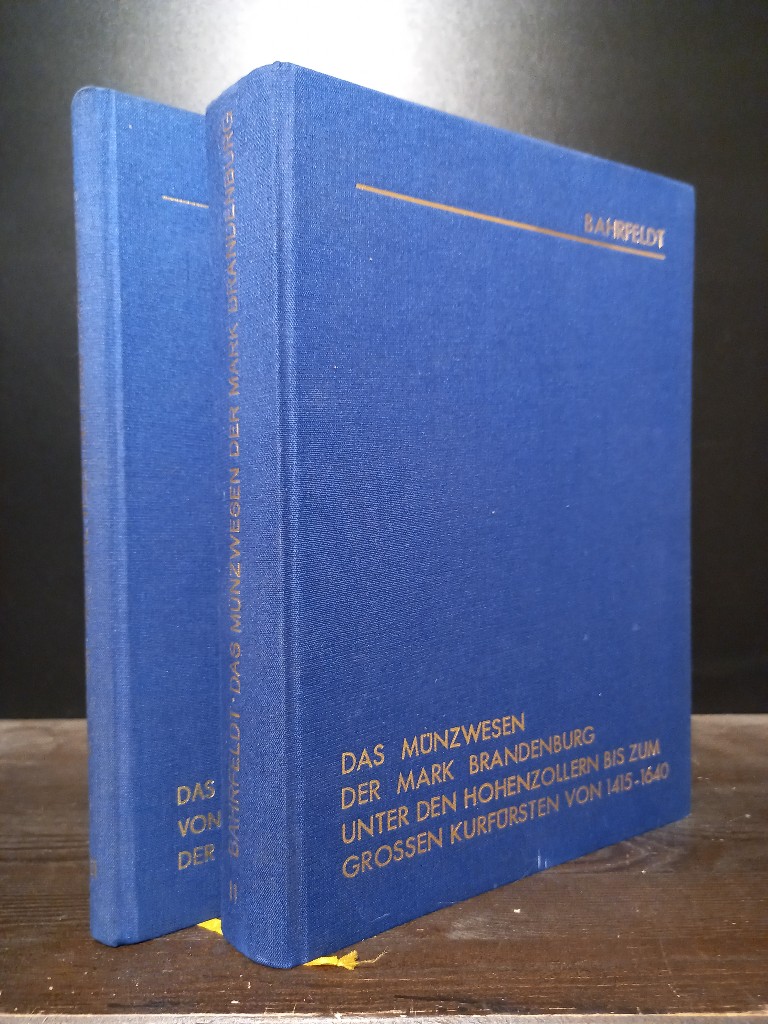 BAHRFELDT
DAS MÜNZWESEN
DER MARK BRANDENBURG
UNTER DEN HOHENZOLLERN BIS ZUM
GROSSEN KURFÜRSTEN VON 1415-1640
II BAHRFELDT · DAS MÜNZWESEN DER MARK BRANDENBURG
DAS
VON
DER